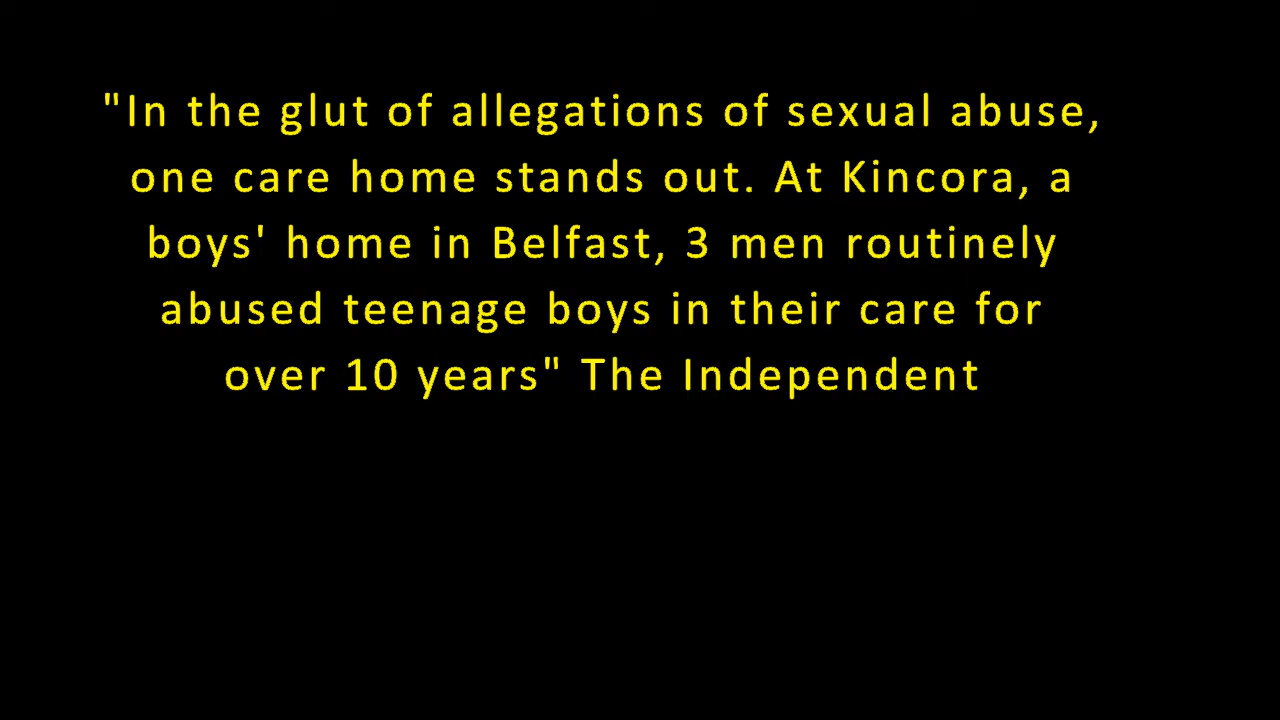 "In the glut of allegations of sexual abuse,
one care home stands out. At Kincora, a
boys' home in Belfast, 3 men routinely
abused teenage boys in their care for
over 10 years" The Independent